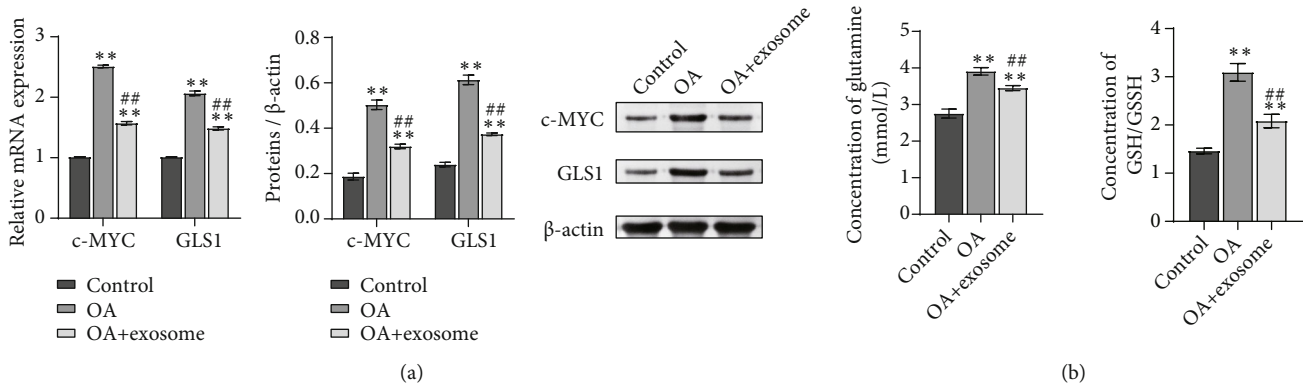 Relative mRNA expression
3
2
1
0
**
##
**
**
##
**
c-MYC
GLS1
Control
OA
OA+exosome
Proteins / β-actin
0.8
0.6
0.4
0.2
0.0
**
##
**
**
##
**
c-MYC
GLS1
Control
OA
OA+exosome
Control
OA
OA+exosome
c-MYC
GLS1
β-actin
(a)
Concentration of glutamine
(mmol/L)
5
4
3
2
1
0
**
##
**
Control
OA
OA+exosome
Concentration of
GSH/GSSH
4
3
2
1
0
**
##
**
Control
OA
OA+exosome
(b)